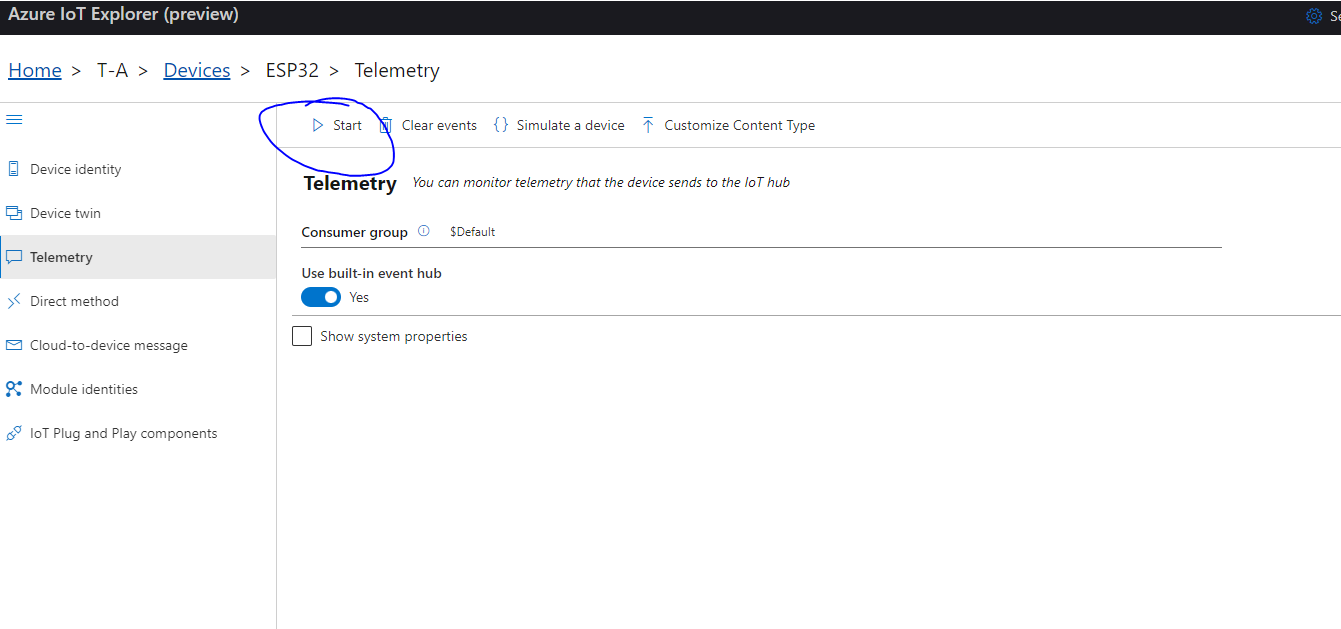 Azure IoT Explorer (preview)
Home > T-A > Devices > ESP32 > Telemetry
Start Clear events {} Simulate a device Customize Content Type
Device identity
Device twin
Telemetry
Direct method
Cloud-to-device message
Module identities
IoT Plug and Play components
Telemetry You can monitor telemetry that the device sends to the IoT hub
Consumer group $Default
Use built-in event hub
Yes
Show system properties